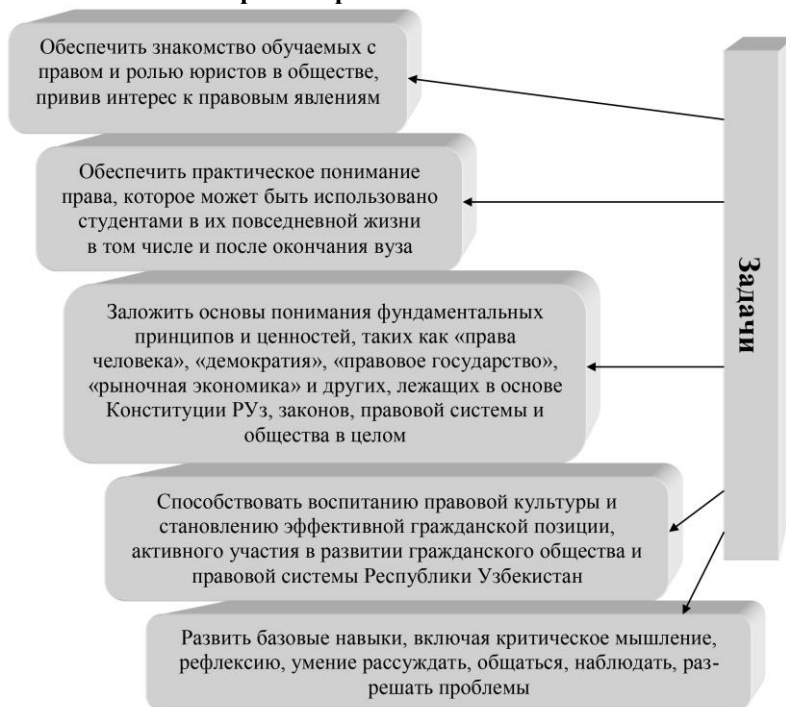 Обеспечить знакомство обучаемых с
правом и ролью юристов в обществе,
привив интерес к правовым явлениям
Обеспечить практическое понимание
права, которое может быть использовано
студентами в их повседневной жизни
в том числе и после окончания вуза
Заложить основы понимания фундаментальных
принципов и ценностей, таких как «права
человека», «демократия», «правовое государство»,
«рыночная экономика» и других, лежащих в основе
Конституции РУз, законов, правовой системы и
общества в целом
Способствовать воспитанию правовой культуры и
становлению эффективной гражданской позиции,
активного участия в развитии гражданского общества и
правовой системы Республики Узбекистан
Развить базовые навыки, включая критическое мышление,
рефлексию, умение рассуждать, общаться, наблюдать, раз-
решать проблемы
Задачи